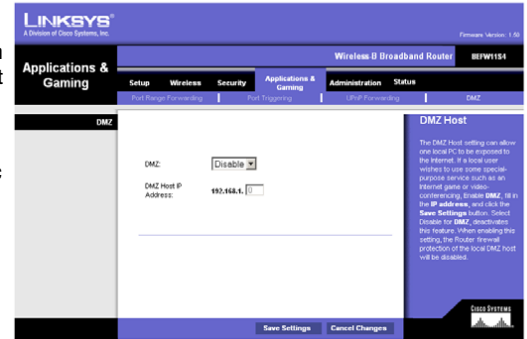 LINKSYS®
A Division of Cisco Systems, Inc.
Firmware Version: 1.50
Applications & Gaming
Wireless-B Broadband Router
BEFW11S4
Setup Wireless Security Applications & Gaming Administration Status
Port Range Forwarding Port Triggering UPnP Forwarding DMZ
DMZ
DMZ: Disable
DMZ Host IP Address: 192.168.1. 0
DMZ Host
The DMZ Host setting can allow
one local PC to be exposed to
the Internet. If a local user
wishes to use some special-
purpose service such as an
Internet game or video-
conferencing, Enable DMZ, fill in
the IP address, and click the
Save Settings button. Select
Disable for DMZ, deactivates
this feature. When enabling this
setting, the Router firewall
protection of the local DMZ host
will be disabled.
Save Settings Cancel Changes
CISCO SYSTEMS